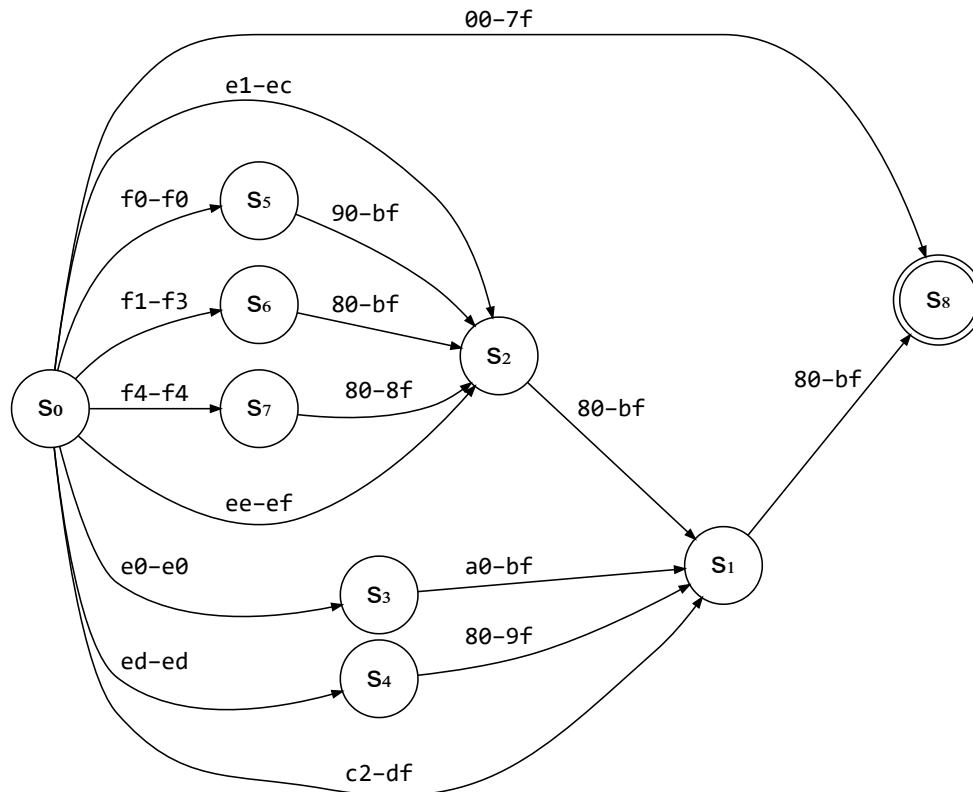 00–7f
e1–ec
f0–f0
S5
90–bf
f1–f3
S6
80–bf
S8
S2
f4–f4
S7
80–8f
80–bf
80–bf
S0
ee–ef
e0–e0
S3
a0–bf
S1
ed–ed
S4
80–9f
c2–df